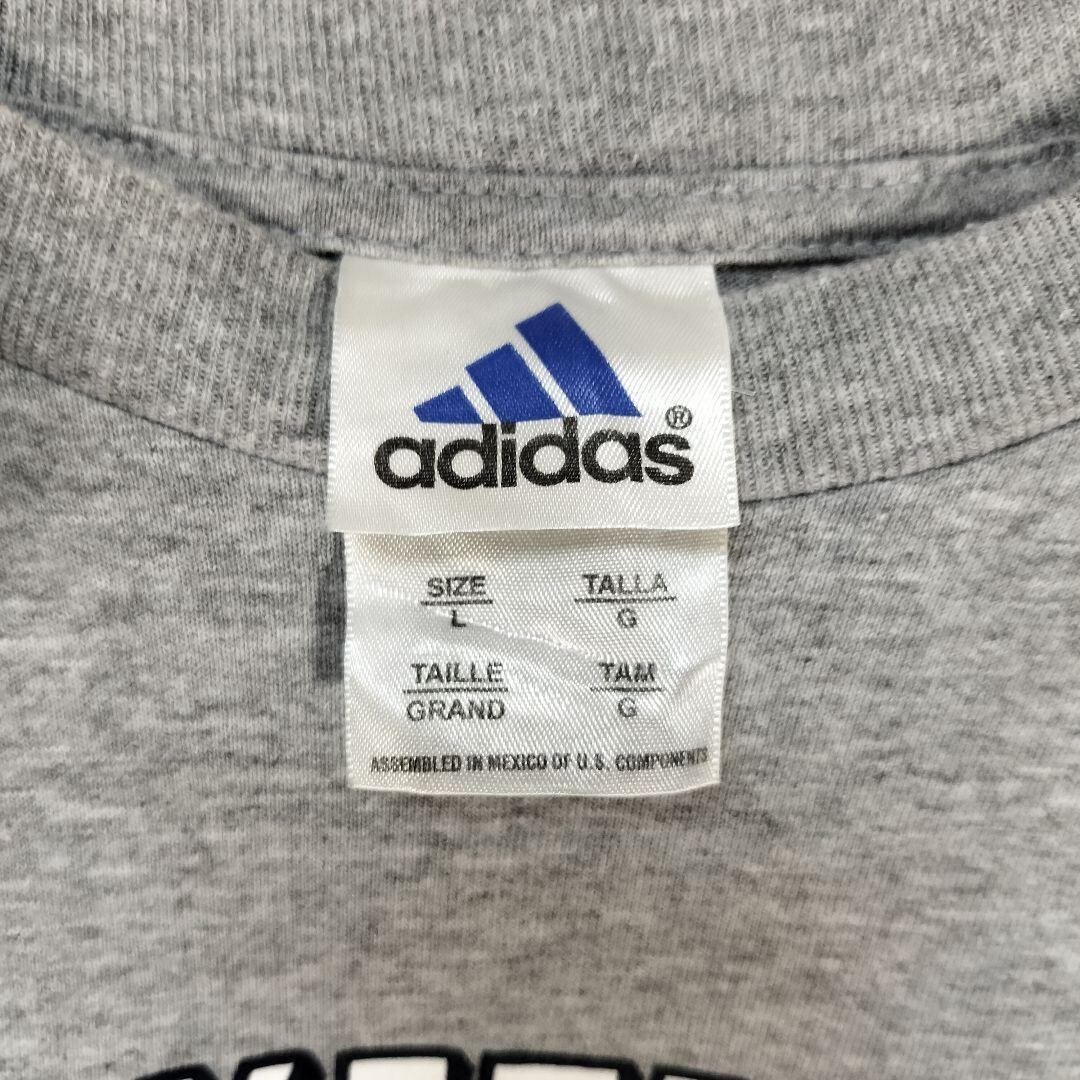 adidas®
SIZE TALLA
L G
TAILLE TAM
GRAND G
ASSEMBLED IN MEXICO OF U.S. COMPONENTS